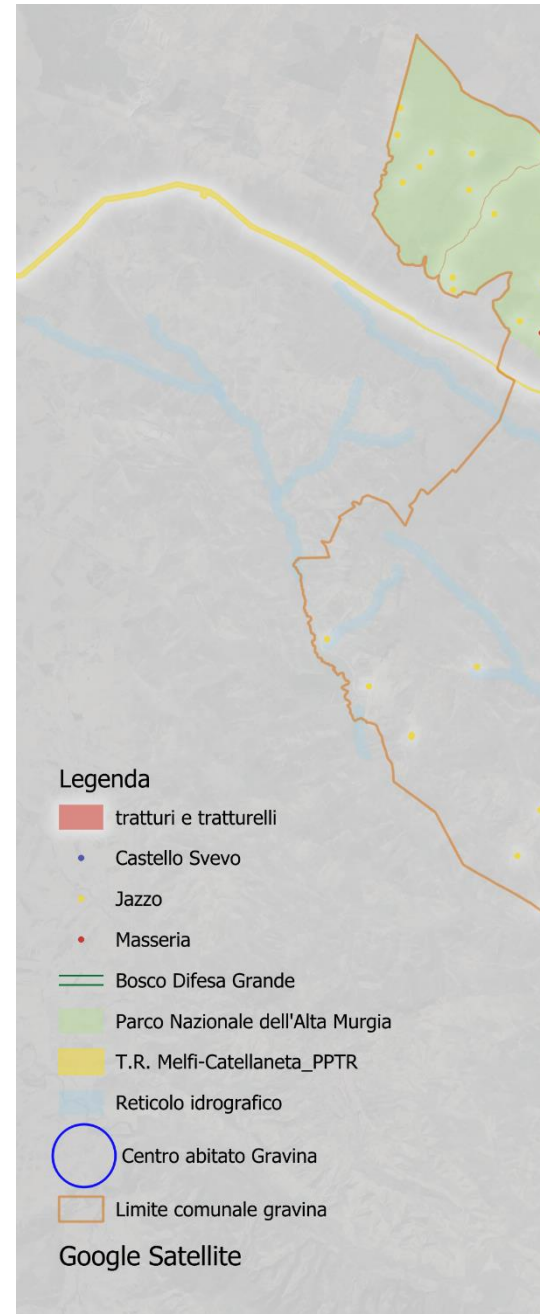 Legenda
tratturi e tratturelli
Castello Svevo
Jazzo
Masseria
Bosco Difesa Grande
Parco Nazionale dell'Alta Murgia
T.R. Melfi-Catellaneta_PPTR
Reticolo idrografico
Centro abitato Gravina
Limite comunale gravina
Google Satellite